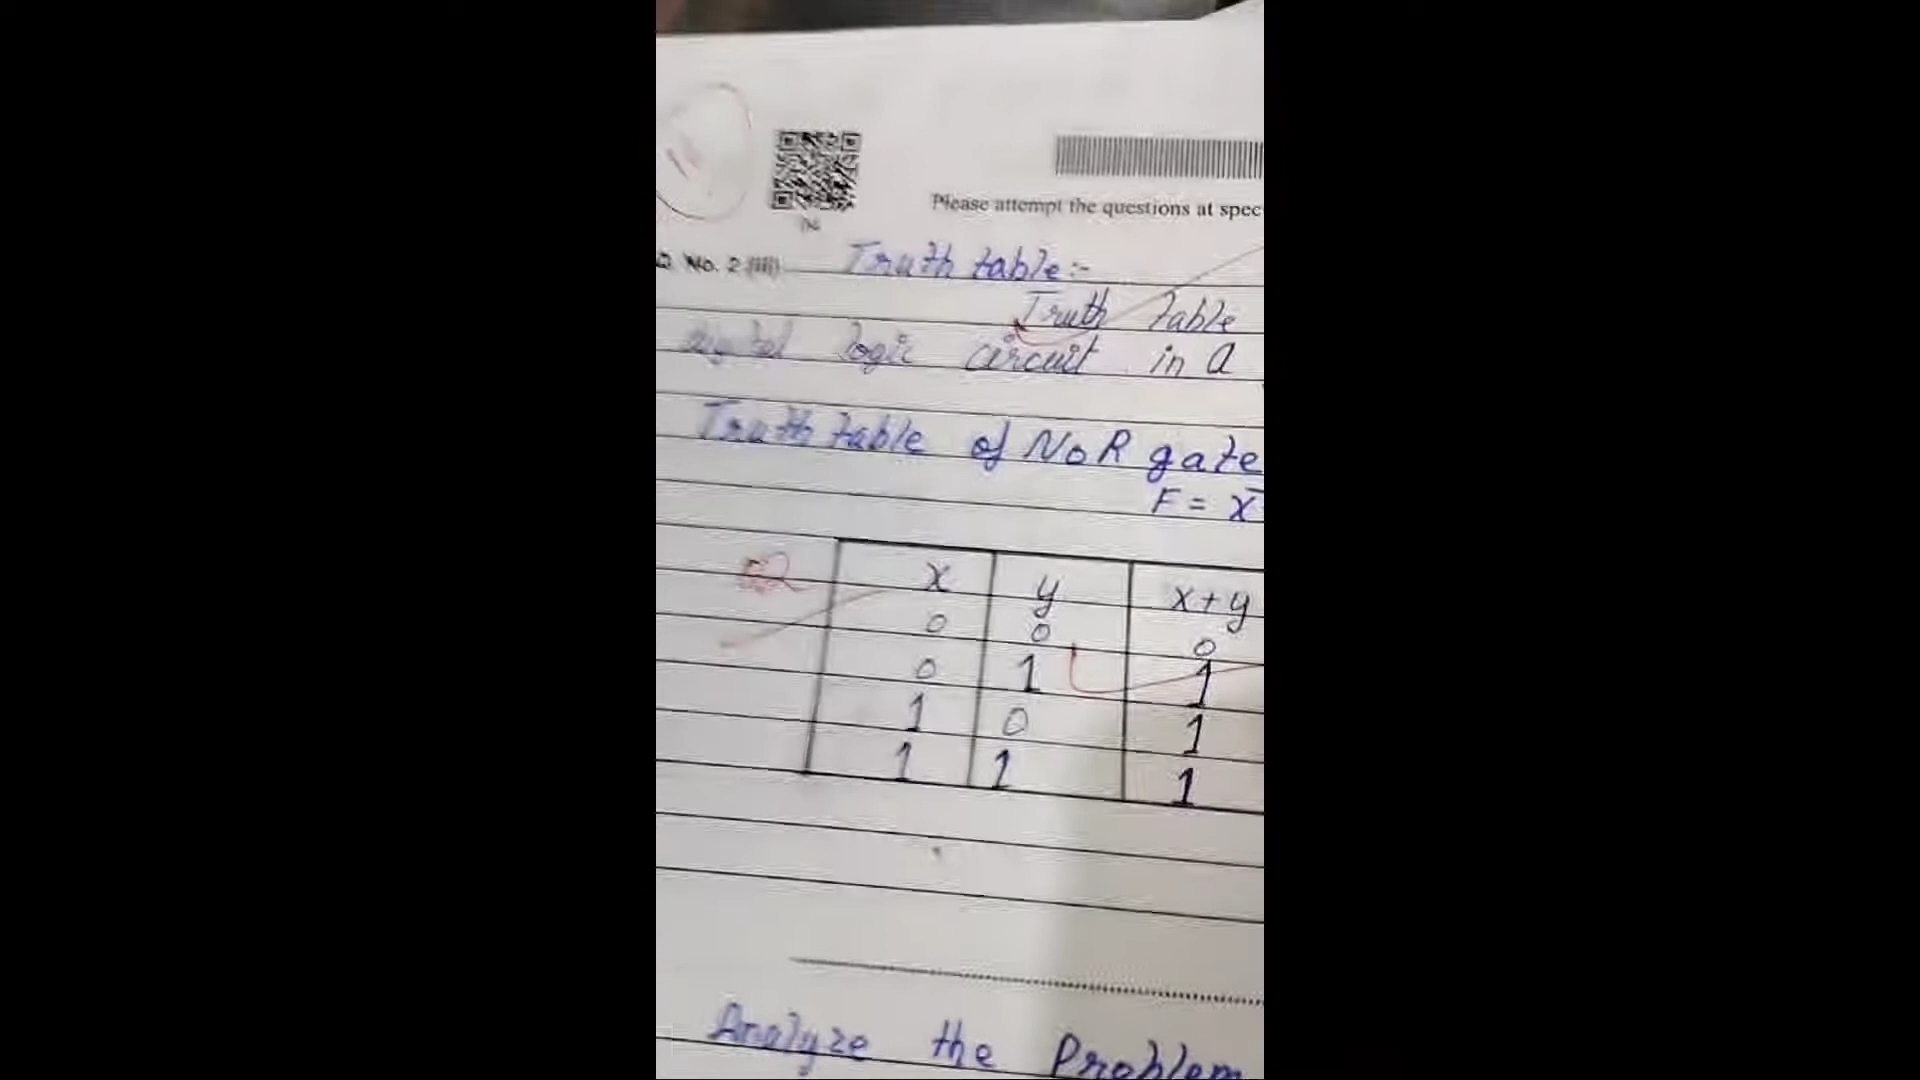 Please attempt the questions at spec
Q. No. 2 (iii) Truth table:-
Truth table
logic circuit in a
Truth table of NOR gate
F = x
x y x+y
0 0 0
0 1 1
1 0 1
1 1 1
Analyze the Problem